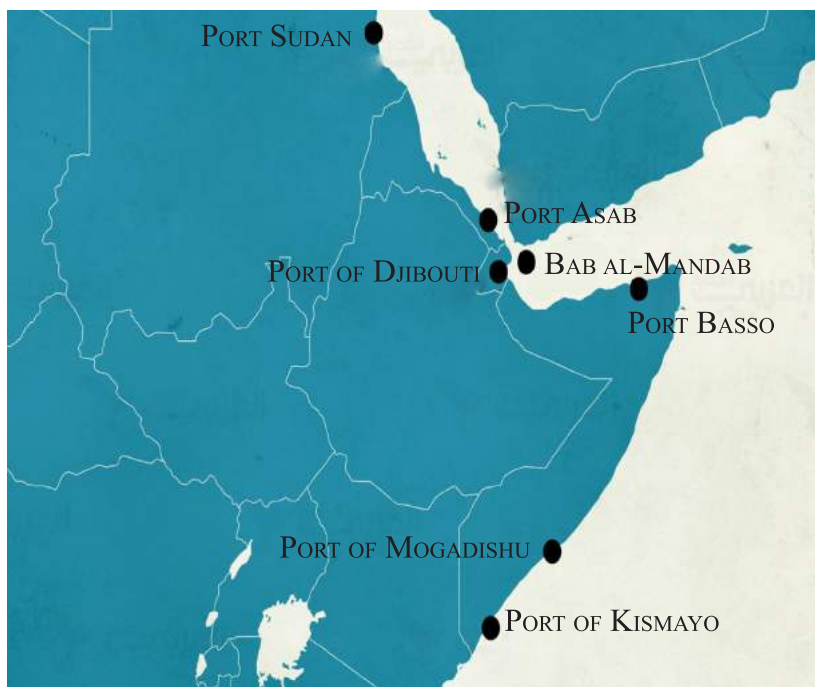 Port Sudan
Port Asab
Bab al-Mandab
Port of Djibouti
Port Basso
Port of Mogadishu
Port of Kismayo